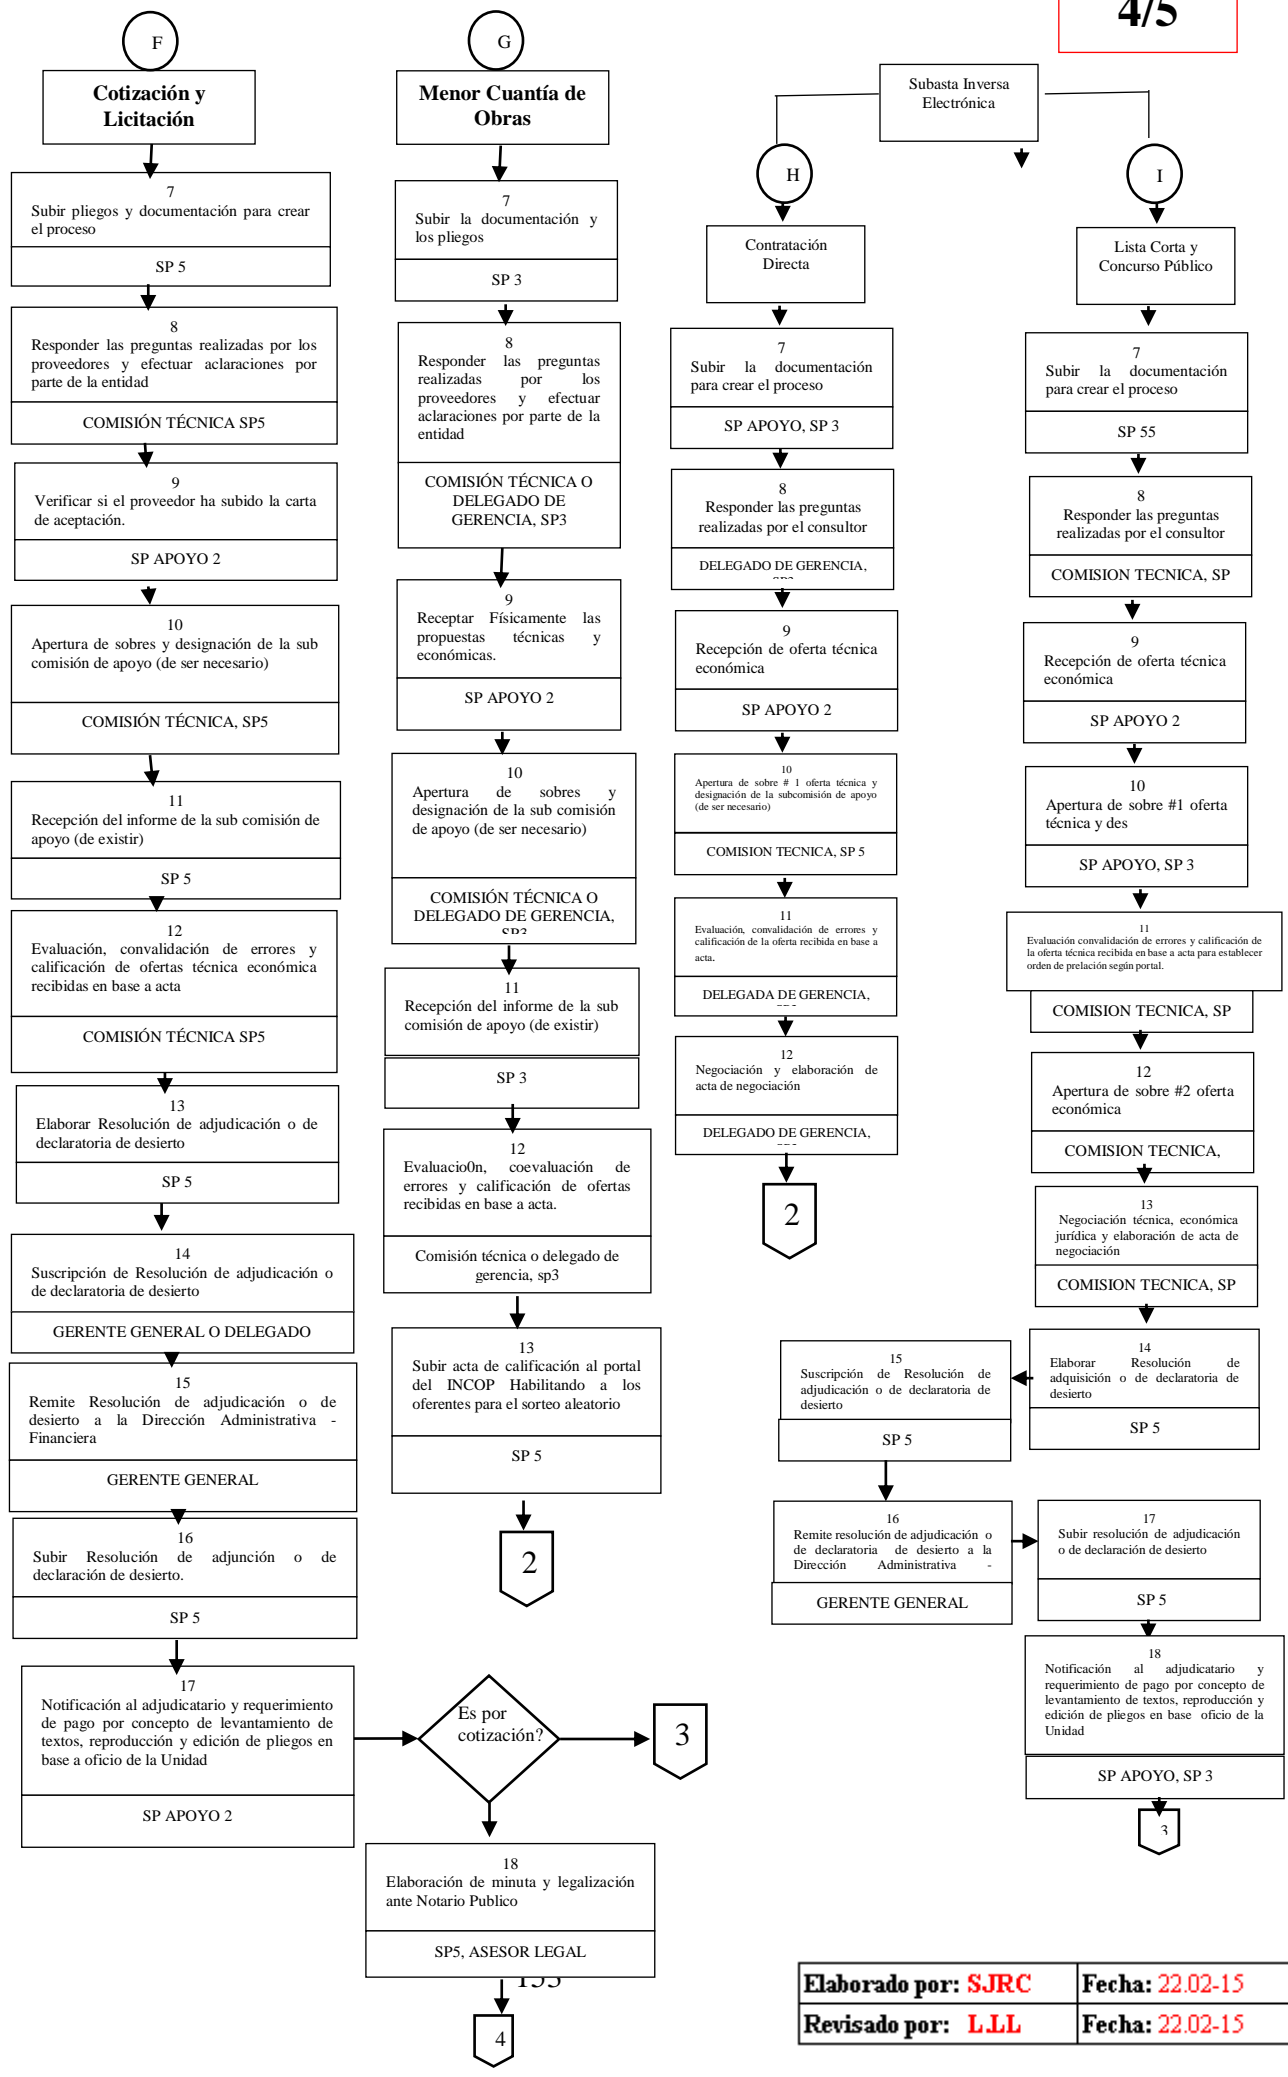 4/5
F
Cotización y
Licitación
7
Subir pliegos y documentación para crear
el proceso
SP 5
8
Responder las preguntas realizadas por los
proveedores y efectuar aclaraciones por
parte de la entidad
COMISIÓN TÉCNICA SP5
9
Verificar si el proveedor ha subido la carta
de aceptación.
SP APOYO 2
10
Apertura de sobres y designación de la sub
comisión de apoyo (de ser necesario)
COMISIÓN TÉCNICA, SP5
11
Recepción del informe de la sub comisión de
apoyo (de existir)
SP 5
12
Evaluación, convalidación de errores y
calificación de ofertas técnica económica
recibidas en base a acta
COMISIÓN TÉCNICA SP5
13
Elaborar Resolución de adjudicación o de
declaratoria de desierto
SP 5
14
Suscripción de Resolución de adjudicación o
de declaratoria de desierto
GERENTE GENERAL O DELEGADO
15
Remite Resolución de adjudicación o de
desierto a la Dirección Administrativa -
Financiera
GERENTE GENERAL
16
Subir Resolución de adjunción o de
declaración de desierto.
SP 5
17
Notificación al adjudicatario y requerimiento
de pago por concepto de levantamiento de
textos, reproducción y edición de pliegos en
base a oficio de la Unidad
SP APOYO 2
Es por
cotización?
3
18
Elaboración de minuta y legalización
ante Notario Publico
SP5, ASESOR LEGAL
4
G
Menor Cuantía de
Obras
7
Subir la documentación y
los pliegos
SP 3
8
Responder las preguntas
realizadas por los
proveedores y efectuar
aclaraciones por parte de la
entidad
COMISIÓN TÉCNICA O
DELEGADO DE
GERENCIA, SP3
9
Receptar Físicamente las
propuestas técnicas y
económicas.
SP APOYO 2
10
Apertura de sobres y
designación de la sub comisión
de apoyo (de ser necesario)
COMISIÓN TÉCNICA O
DELEGADO DE GERENCIA,
SP3
11
Recepción del informe de la sub
comisión de apoyo (de existir)
SP 3
12
Evaluacio0n, coevaluación de
errores y calificación de ofertas
recibidas en base a acta.
Comisión técnica o delegado de
gerencia, sp3
13
Subir acta de calificación al portal
del INCOP Habilitando a los
oferentes para el sorteo aleatorio
SP 5
2
Subasta Inversa
Electrónica
H
Contratación
Directa
7
Subir la documentación
para crear el proceso
SP APOYO, SP 3
8
Responder las preguntas
realizadas por el consultor
DELEGADO DE GERENCIA,
9
Recepción de oferta técnica
económica
SP APOYO 2
10
Apertura de sobre # 1 oferta técnica y
designación de la subcomisión de apoyo
(de ser necesario)
COMISION TECNICA, SP 5
11
Evaluación, convalidación de errores y
calificación de la oferta recibida en base a
acta.
DELEGADA DE GERENCIA,
12
Negociación y elaboración de
acta de negociación
DELEGADO DE GERENCIA,
2
I
Lista Corta y
Concurso Público
7
Subir la documentación
para crear el proceso
SP 55
8
Responder las preguntas
realizadas por el consultor
COMISION TECNICA, SP
9
Recepción de oferta técnica
económica
SP APOYO 2
10
Apertura de sobre #1 oferta
técnica y des
SP APOYO, SP 3
11
Evaluación convalidación de errores y calificación de
la oferta técnica recibida en base a acta para establecer
orden de prelación según portal.
COMISION TECNICA, SP
12
Apertura de sobre #2 oferta
económica
COMISION TECNICA,
13
Negociación técnica, económica
jurídica y elaboración de acta de
negociación
COMISION TECNICA, SP
14
Elaborar Resolución de
adquisición o de declaratoria de
desierto
SP 5
15
Suscripción de Resolución de
adjudicación o de declaratoria de
desierto
SP 5
16
Remite resolución de adjudicación o
de declaratoria de desierto a la
Dirección Administrativa -
GERENTE GENERAL
17
Subir resolución de adjudicación
o de declaración de desierto
SP 5
18
Notificación al adjudicatario y
requerimiento de pago por concepto de
levantamiento de textos, reproducción y
edición de pliegos en base oficio de la
Unidad
SP APOYO, SP 3
3
Elaborado por: SJRC Fecha: 22.02-15
Revisado por: L.LL Fecha: 22.02-15